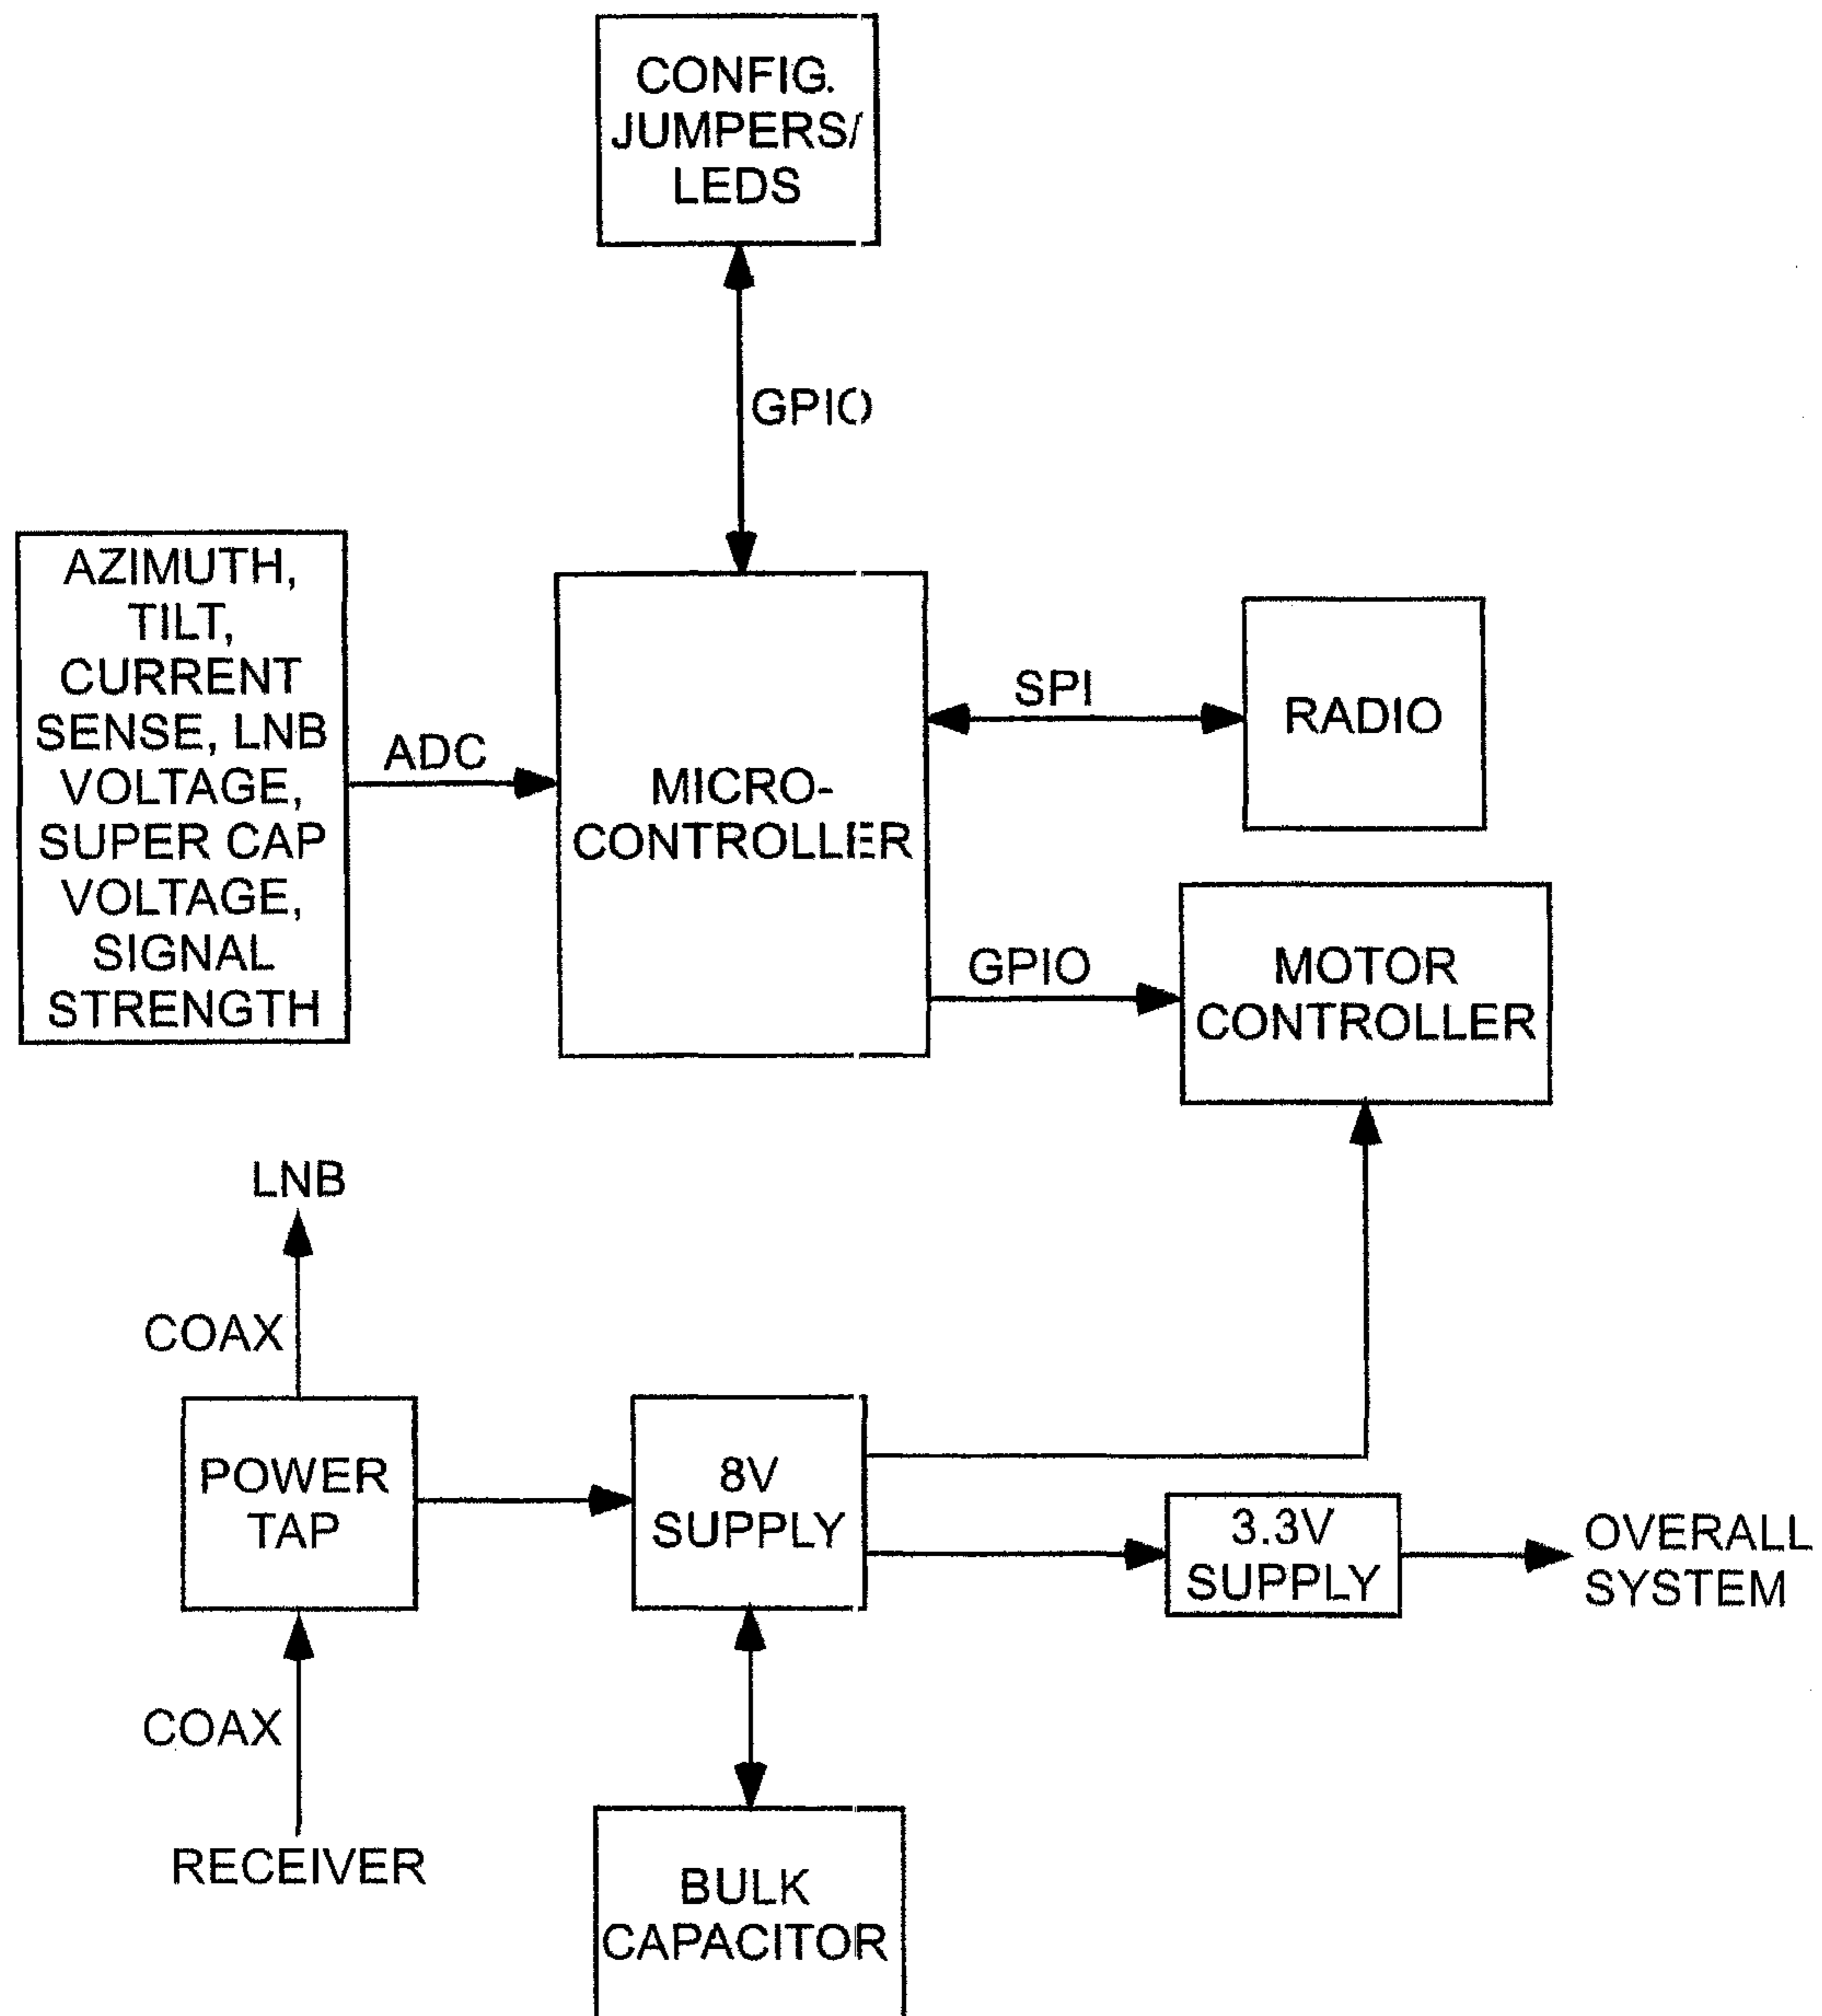 CONFIG.
JUMPERS/
LEDS
GPIO
AZIMUTH,
TILT,
CURRENT
SENSE, LNB
VOLTAGE,
SUPER CAP
VOLTAGE,
SIGNAL
STRENGTH
ADC
MICRO-
CONTROLLER
SPI
RADIO
GPIO
MOTOR
CONTROLLER
LNB
COAX
POWER
TAP
8V
SUPPLY
3.3V
SUPPLY
OVERALL
SYSTEM
COAX
RECEIVER
BULK
CAPACITOR